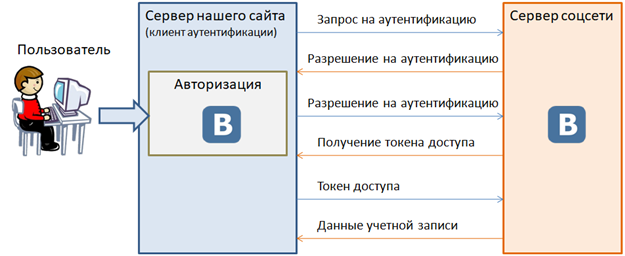 Пользователь
Сервер нашего сайта
(клиент аутентификации)
Авторизация
В
Запрос на аутентификацию
Разрешение на аутентификацию
Разрешение на аутентификацию
Получение токена доступа
Токен доступа
Данные учетной записи
Сервер соцсети
В